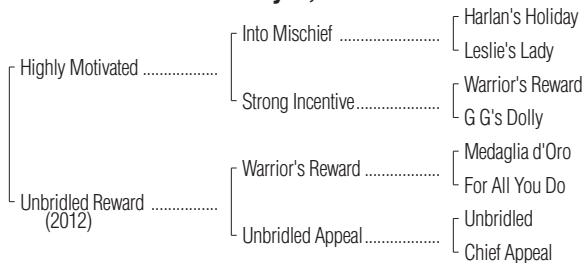 Harlan's Holiday
Into Mischief ....................
Leslie's Lady
Highly Motivated .................
Warrior's Reward
Strong Incentive....................
G G's Dolly
Medaglia d'Oro
Warrior's Reward ..................
For All You Do
Unbridled Reward ...............
(2012)
Unbridled
Unbridled Appeal..................
Chief Appeal